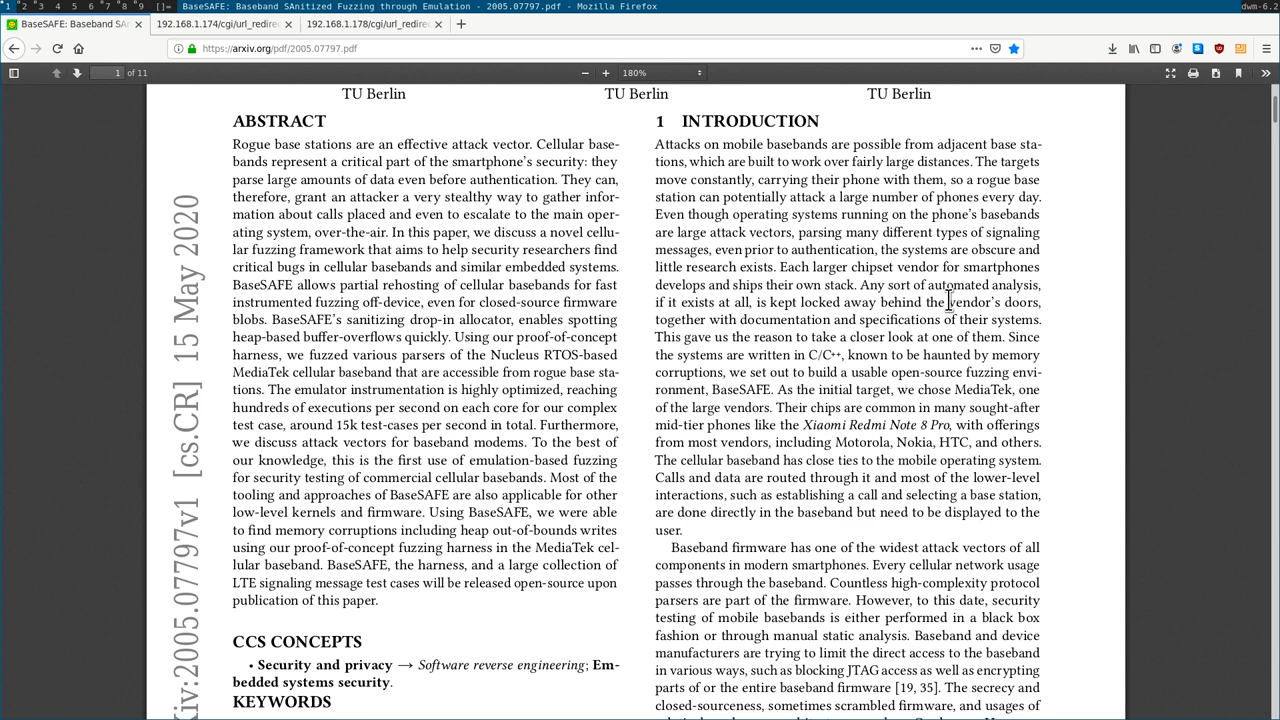 1 2 3 4 5 6 7 8 9 []= BaseSAFE: Baseband SAnitized Fuzzing through Emulation - 2005.07797.pdf - Mozilla Firefox dwm-6.2
BaseSAFE: Baseband SAn
192.168.1.174/cgi/url_redirec
192.168.1.178/cgi/url_redirec
https://arxiv.org/pdf/2005.07797.pdf
1 of 11
180%
TU Berlin TU Berlin TU Berlin
ABSTRACT
Rogue base stations are an effective attack vector. Cellular base-
bands represent a critical part of the smartphone's security: they
parse large amounts of data even before authentication. They can,
therefore, grant an attacker a very stealthy way to gather infor-
mation about calls placed and even to escalate to the main oper-
ating system, over-the-air. In this paper, we discuss a novel cellu-
lar fuzzing framework that aims to help security researchers find
critical bugs in cellular basebands and similar embedded systems.
BaseSAFE allows partial rehosting of cellular basebands for fast
instrumented fuzzing off-device, even for closed-source firmware
blobs. BaseSAFE's sanitizing drop-in allocator, enables spotting
heap-based buffer-overflows quickly. Using our proof-of-concept
harness, we fuzzed various parsers of the Nucleus RTOS-based
MediaTek cellular baseband that are accessible from rogue base sta-
tions. The emulator instrumentation is highly optimized, reaching
hundreds of executions per second on each core for our complex
test case, around 15k test-cases per second in total. Furthermore,
we discuss attack vectors for baseband modems. To the best of
our knowledge, this is the first use of emulation-based fuzzing
for security testing of commercial cellular basebands. Most of the
tooling and approaches of BaseSAFE are also applicable for other
low-level kernels and firmware. Using BaseSAFE, we were able
to find memory corruptions including heap out-of-bounds writes
using our proof-of-concept fuzzing harness in the MediaTek cel-
lular baseband. BaseSAFE, the harness, and a large collection of
LTE signaling message test cases will be released open-source upon
publication of this paper.
CCS CONCEPTS
• Security and privacy → Software reverse engineering; Em-
bedded systems security.
KEYWORDS
1 INTRODUCTION
Attacks on mobile basebands are possible from adjacent base sta-
tions, which are built to work over fairly large distances. The targets
move constantly, carrying their phone with them, so a rogue base
station can potentially attack a large number of phones every day.
Even though operating systems running on the phone's basebands
are large attack vectors, parsing many different types of signaling
messages, even prior to authentication, the systems are obscure and
little research exists. Each larger chipset vendor for smartphones
develops and ships their own stack. Any sort of automated analysis,
if it exists at all, is kept locked away behind the vendor's doors,
together with documentation and specifications of their systems.
This gave us the reason to take a closer look at one of them. Since
the systems are written in C/C++, known to be haunted by memory
corruptions, we set out to build a usable open-source fuzzing envi-
ronment, BaseSAFE. As the initial target, we chose MediaTek, one
of the large vendors. Their chips are common in many sought-after
mid-tier phones like the Xiaomi Redmi Note 8 Pro, with offerings
from most vendors, including Motorola, Nokia, HTC, and others.
The cellular baseband has close ties to the mobile operating system.
Calls and data are routed through it and most of the lower-level
interactions, such as establishing a call and selecting a base station,
are done directly in the baseband but need to be displayed to the
user.
Baseband firmware has one of the widest attack vectors of all
components in modern smartphones. Every cellular network usage
passes through the baseband. Countless high-complexity protocol
parsers are part of the firmware. However, to this date, security
testing of mobile basebands is either performed in a black box
fashion or through manual static analysis. Baseband and device
manufacturers are trying to limit the direct access to the baseband
in various ways, such as blocking JTAG access as well as encrypting
parts of or the entire baseband firmware [19, 35]. The secrecy and
closed-sourceness, sometimes scrambled firmware, and usages of
Xiv:2005.07797v1 [cs.CR] 15 May 2020